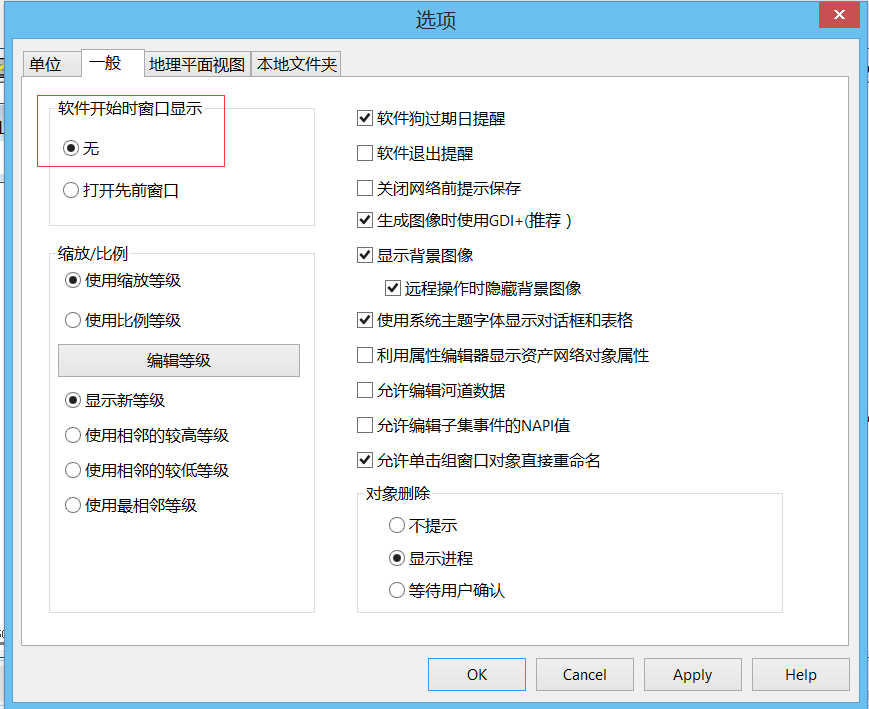 选项
单位
一般
地理平面视图
本地文件夹
软件开始时窗口显示
无
打开先前窗口
缩放/比例
使用缩放等级
使用比例等级
编辑等级
显示新等级
使用相邻的较高等级
使用相邻的较低等级
使用最相邻等级
软件狗过期日提醒
软件退出提醒
关闭网络前提示保存
生成图像时使用GDI+(推荐 )
显示背景图像
远程操作时隐藏背景图像
使用系统主题字体显示对话框和表格
利用属性编辑器显示资产网络对象属性
允许编辑河道数据
允许编辑子集事件的NAPI值
允许单击组窗口对象直接重命名
对象删除
不提示
显示进程
等待用户确认
OK
Cancel
Apply
Help